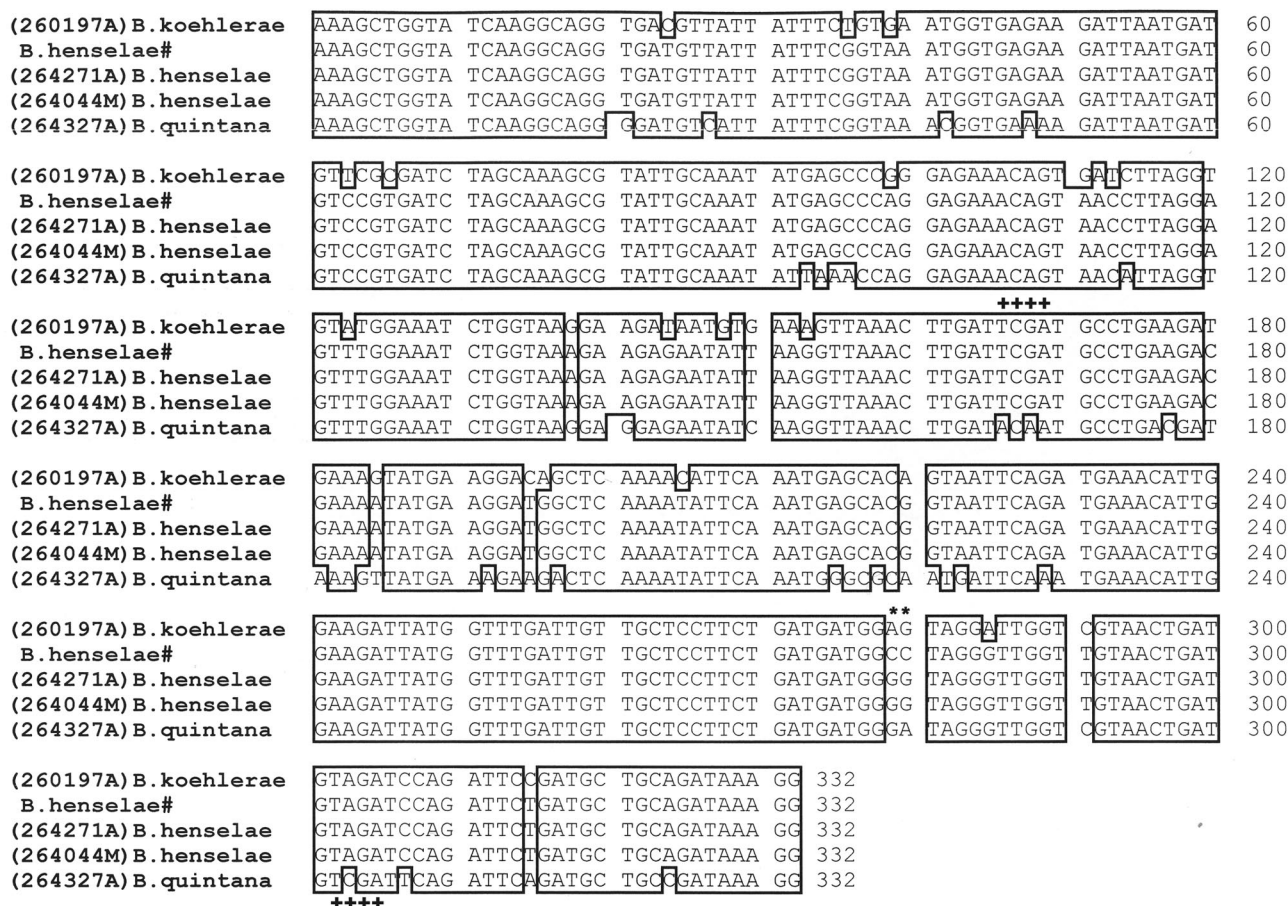 (260197A)B.koehlerae AAAGCTGGTA TCAAGGCAGG TGACGTTATT ATTTCTGTGA ATGGTGAGAA GATTAATGAT 60
B.henselae# AAAGCTGGTA TCAAGGCAGG TGATGTTATT ATTTCGGTAA ATGGTGAGAA GATTAATGAT 60
(264271A)B.henselae AAAGCTGGTA TCAAGGCAGG TGATGTTATT ATTTCGGTAA ATGGTGAGAA GATTAATGAT 60
(264044M)B.henselae AAAGCTGGTA TCAAGGCAGG TGATGTTATT ATTTCGGTAA ATGGTGAGAA GATTAATGAT 60
(264327A)B.quintana AAAGCTGGTA TCAAGGCAGG GGATGTCATT ATTTCGGTAA ACGGTGAAAA GATTAATGAT 60
(260197A)B.koehlerae GTTCGCGATC TAGCAAAGCG TATTGCAAAT ATGAGCCCGG GAGAAACAGT GATCTTAGGT 120
B.henselae# GTCCGTGATC TAGCAAAGCG TATTGCAAAT ATGAGCCCAG GAGAAACAGT AACCTTAGGA 120
(264271A)B.henselae GTCCGTGATC TAGCAAAGCG TATTGCAAAT ATGAGCCCAG GAGAAACAGT AACCTTAGGA 120
(264044M)B.henselae GTCCGTGATC TAGCAAAGCG TATTGCAAAT ATGAGCCCAG GAGAAACAGT AACCTTAGGA 120
(264327A)B.quintana GTCCGTGATC TAGCAAAGCG TATTGCAAAT ATTAAACCAG GAGAAACAGT AACATTAGGT 120
++++
(260197A)B.koehlerae GTATGGAAAT CTGGTAAGGA AGATAATGTG AAAGTTAAAC TTGATTCGAT GCCTGAAGAT 180
B.henselae# GTTTGGAAAT CTGGTAAAGA AGAGAATATT AAGGTTAAAC TTGATTCGAT GCCTGAAGAC 180
(264271A)B.henselae GTTTGGAAAT CTGGTAAAGA AGAGAATATT AAGGTTAAAC TTGATTCGAT GCCTGAAGAC 180
(264044M)B.henselae GTTTGGAAAT CTGGTAAAGA AGAGAATATT AAGGTTAAAC TTGATTCGAT GCCTGAAGAC 180
(264327A)B.quintana GTTTGGAAAT CTGGTAAGGA GGAGAATATC AAGGTTAAAC TTGATACAAT GCCTGACGAT 180
(260197A)B.koehlerae GAAAGTATGA AGGACAGCTC AAAACATTCA AATGAGCACA GTAATTCAGA TGAAACATTG 240
B.henselae# GAAAATATGA AGGATGGCTC AAAATATTCA AATGAGCACG GTAATTCAGA TGAAACATTG 240
(264271A)B.henselae GAAAATATGA AGGATGGCTC AAAATATTCA AATGAGCACG GTAATTCAGA TGAAACATTG 240
(264044M)B.henselae GAAAATATGA AGGATGGCTC AAAATATTCA AATGAGCACG GTAATTCAGA TGAAACATTG 240
(264327A)B.quintana AAAGTTATGA AAGAAGACTC AAAATATTCA AATGGGCGCA ATGATTCAAA TGAAACATTG 240
**
(260197A)B.koehlerae GAAGATTATG GTTTGATTGT TGCTCCTTCT GATGATGGAG TAGGATTGGT CGTAACTGAT 300
B.henselae# GAAGATTATG GTTTGATTGT TGCTCCTTCT GATGATGGCC TAGGGTTGGT TGTAACTGAT 300
(264271A)B.henselae GAAGATTATG GTTTGATTGT TGCTCCTTCT GATGATGGGG TAGGGTTGGT TGTAACTGAT 300
(264044M)B.henselae GAAGATTATG GTTTGATTGT TGCTCCTTCT GATGATGGGG TAGGGTTGGT TGTAACTGAT 300
(264327A)B.quintana GAAGATTATG GTTTGATTGT TGCTCCTTCT GATGATGGGA TAGGGTTGGT CGTAACTGAT 300
(260197A)B.koehlerae GTAGATCCAG ATTCCGATGC TGCAGATAAA GG 332
B.henselae# GTAGATCCAG ATTCTGATGC TGCAGATAAA GG 332
(264271A)B.henselae GTAGATCCAG ATTCTGATGC TGCAGATAAA GG 332
(264044M)B.henselae GTAGATCCAG ATTCTGATGC TGCAGATAAA GG 332
(264327A)B.quintana GTCGATTCAG ATTCAGATGC TGCCGATAAA GG 332
++++